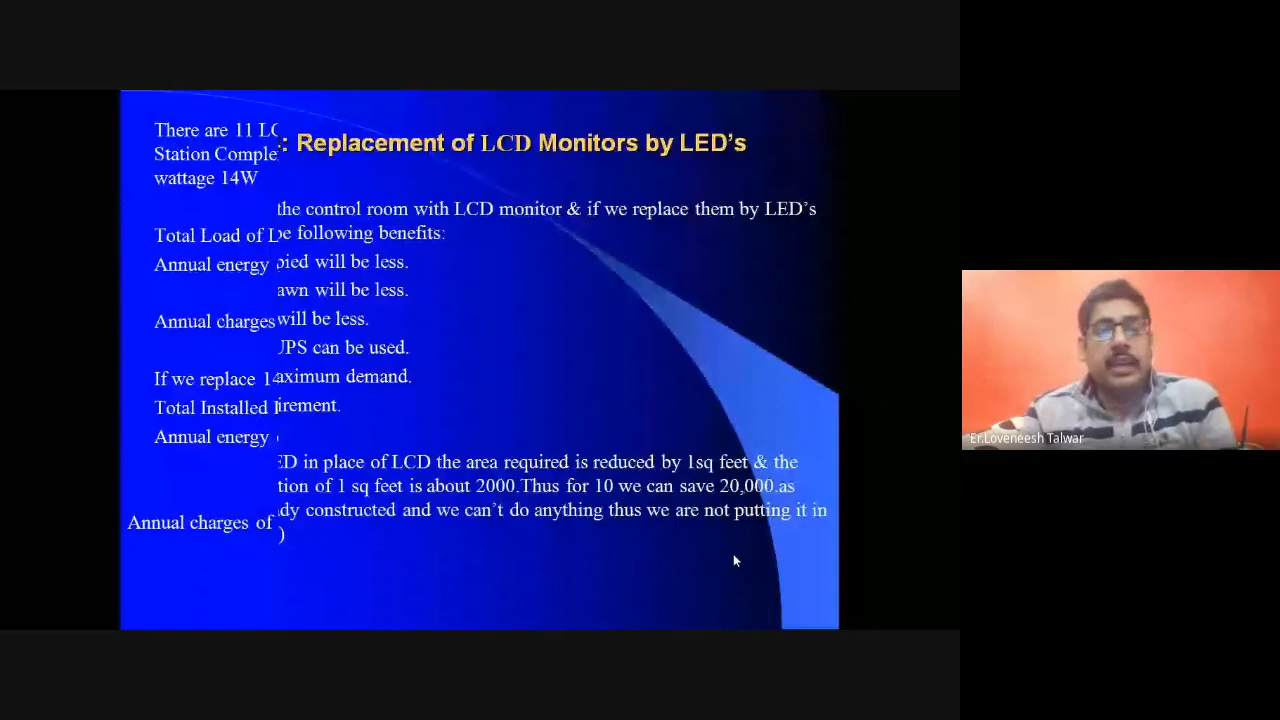 There are 11 LC
: Replacement of LCD Monitors by LED's
Station Comple
wattage 14W
the control room with LCD monitor & if we replace them by LED's
Total Load of L
be following benefits:
Annual energy
pied will be less.
awn will be less.
Annual charges
will be less.
UPS can be used.
If we replace 14
aximum demand.
Total Installed
irement.
Annual energy
ED in place of LCD the area required is reduced by 1sq feet & the
tion of 1 sq feet is about 2000.Thus for 10 we can save 20,000.as
dy constructed and we can't do anything thus we are not putting it in
Annual charges of
)
Er.Loveneesh Talwar